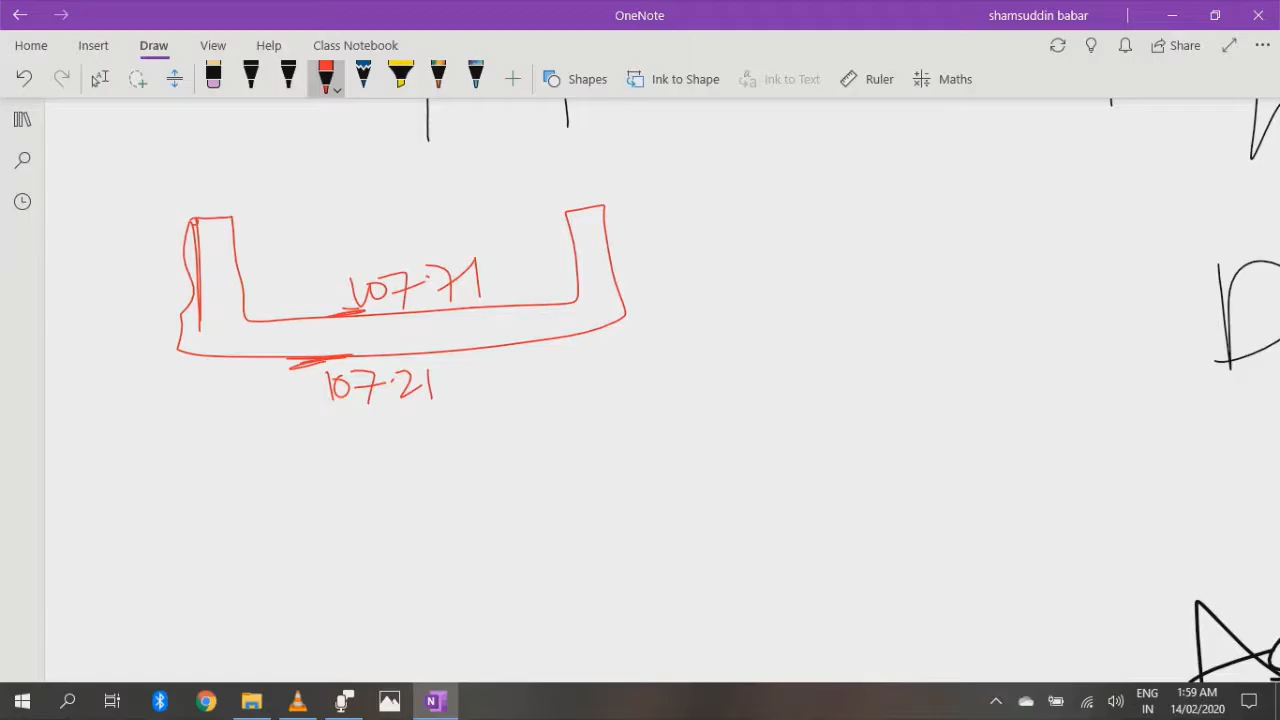 OneNote
shamsuddin babar
Home Insert Draw View Help Class Notebook
Share
Shapes Ink to Shape Ink to Text Ruler Maths
107.71
107.21
D
ENG 1:59 AM
IN 14/02/2020